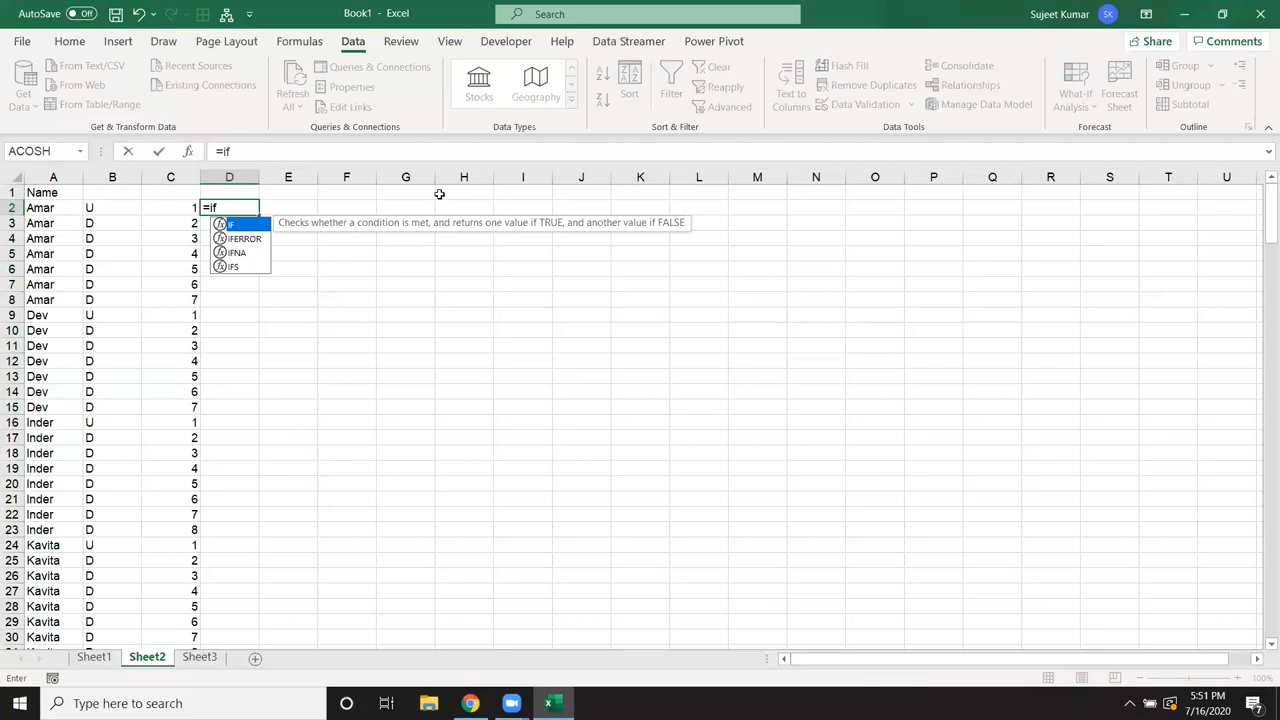 AutoSave Off Book1 - Excel Search Sujeet Kumar SK
File Home Insert Draw Page Layout Formulas Data Review View Developer Help Data Streamer Power Pivot Share Comments
Get Data From Text/CSV Recent Sources Refresh All Queries & Connections Stocks Geography Sort Filter Clear Text to Columns Flash Fill Consolidate What-If Analysis Forecast Sheet Group
From Web Existing Connections Properties Reapply Remove Duplicates Relationships Ungroup
From Table/Range Edit Links Advanced Data Validation Manage Data Model Subtotal
Get & Transform Data Queries & Connections Data Types Sort & Filter Data Tools Forecast Outline
ACOSH fx =if
A B C D E F G H I J K L M N O P Q R S T U
1 Name
2 Amar U 1 =if
3 Amar D 2
4 Amar D 3
5 Amar D 4
6 Amar D 5
7 Amar D 6
8 Amar D 7
9 Dev U 1
10 Dev D 2
11 Dev D 3
12 Dev D 4
13 Dev D 5
14 Dev D 6
15 Dev D 7
16 Inder U 1
17 Inder D 2
18 Inder D 3
19 Inder D 4
20 Inder D 5
21 Inder D 6
22 Inder D 7
23 Inder D 8
24 Kavita U 1
25 Kavita D 2
26 Kavita D 3
27 Kavita D 4
28 Kavita D 5
29 Kavita D 6
30 Kavita D 7
IF Checks whether a condition is met, and returns one value if TRUE, and another value if FALSE
IFERROR
IFNA
IFS
Sheet1 Sheet2 Sheet3
Enter 100%
Type here to search 5:51 PM
7/16/2020 7